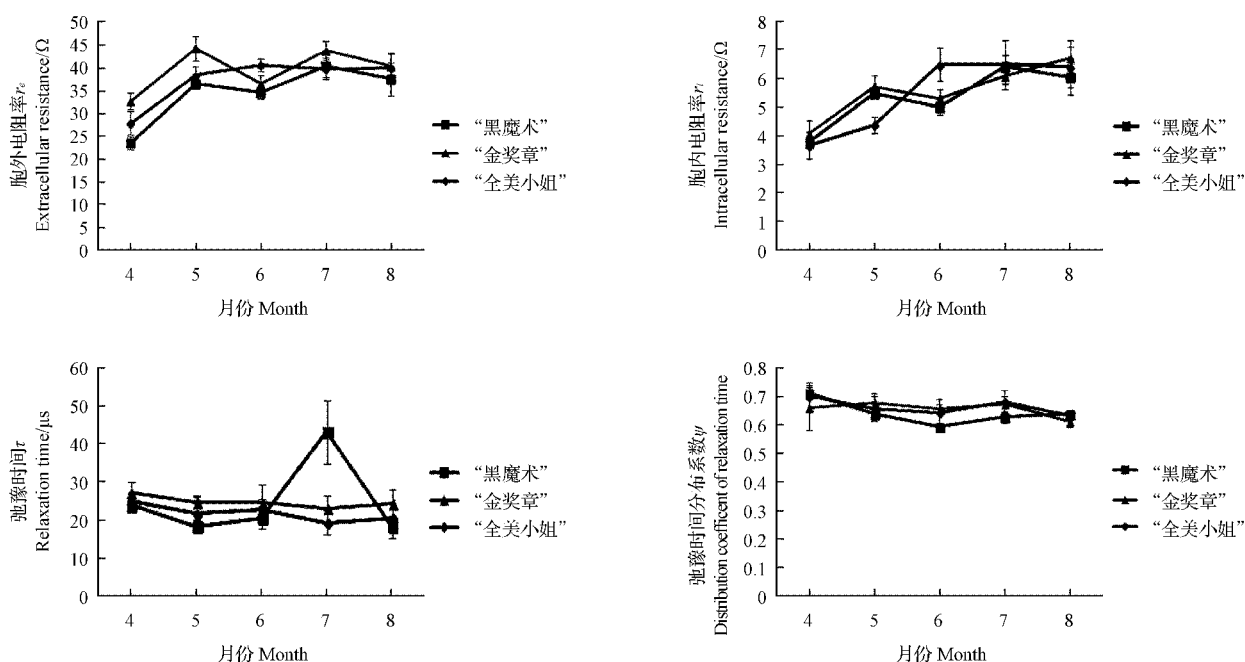 胞外电阻率rₑ
Extracellular resistance/Ω
50
45
40
35
30
25
20
15
10
5
0
4 5 6 7 8
月份 Month
“黑魔术”
“金奖章”
“全美小姐”
胞内电阻率rᵢ
Intracellular resistance/Ω
8
7
6
5
4
3
2
1
0
4 5 6 7 8
月份 Month
“黑魔术”
“金奖章”
“全美小姐”
弛豫时间τ
Relaxation time/μs
60
50
40
30
20
10
0
4 5 6 7 8
月份 Month
“黑魔术”
“金奖章”
“全美小姐”
弛豫时间分布系数ψ
Distribution coefficent of relaxation time
0.8
0.7
0.6
0.5
0.4
0.3
0.2
0.1
0
4 5 6 7 8
月份 Month
“黑魔术”
“金奖章”
“全美小姐”